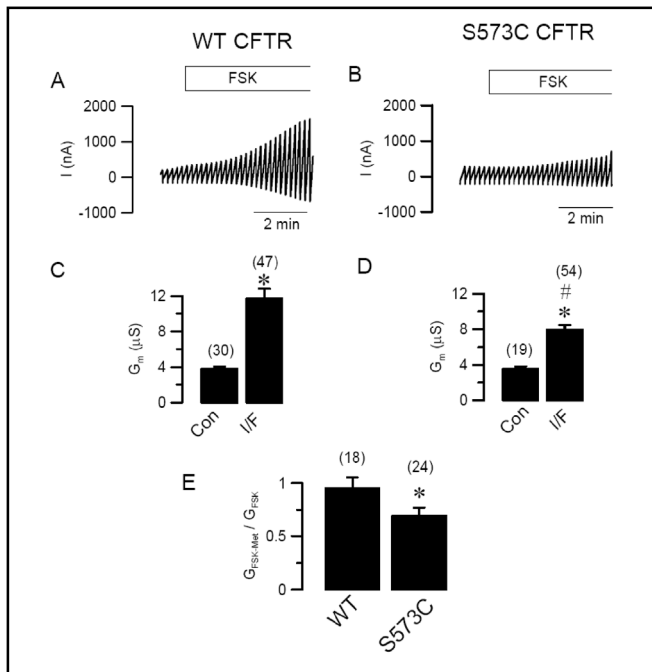 WT CFTR
S573C CFTR
A
FSK
2000
1000
0
-1000
I (nA)
2 min
B
FSK
2000
1000
0
-1000
I (nA)
2 min
C
(47)
*
(30)
12
8
4
0
Gm (µS)
Con
I/F
D
(54)
#
*
(19)
12
8
4
0
Gm (µS)
Con
I/F
E
(18)
(24)
*
1
0.5
0
GFSK-Met / GFSK
WT
S573C